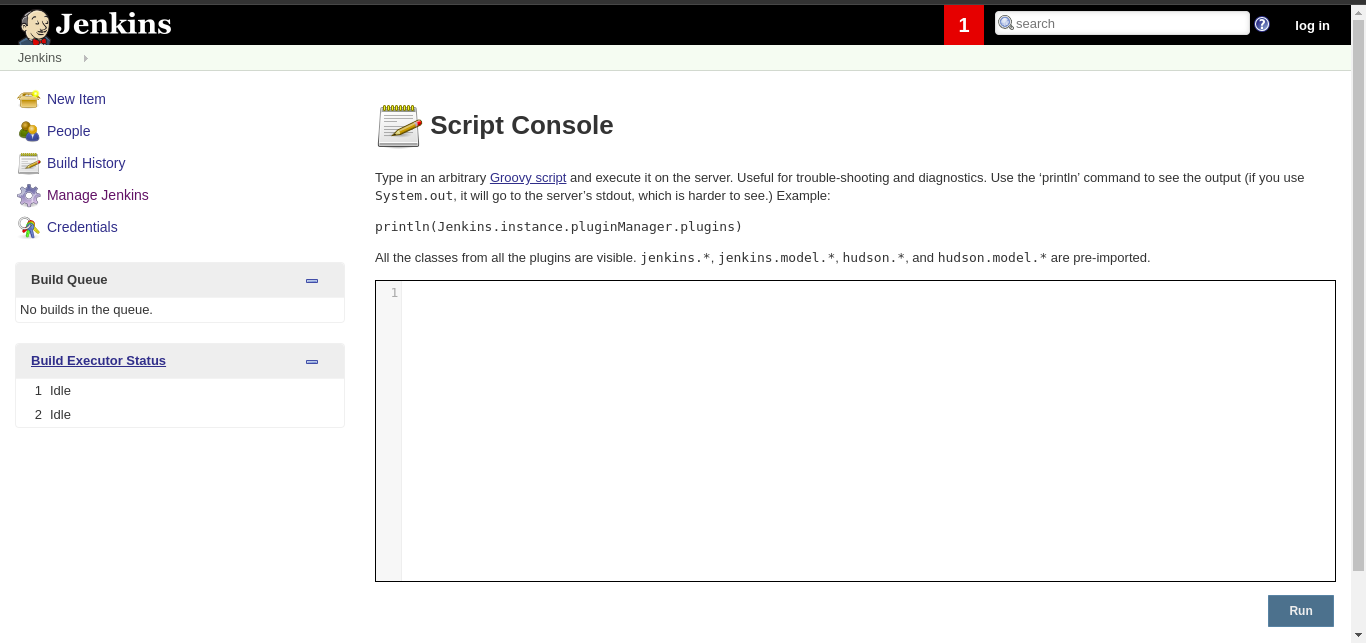 Jenkins
1
search
log in
Jenkins
New Item
People
Build History
Manage Jenkins
Credentials
Build Queue
No builds in the queue.
Build Executor Status
1 Idle
2 Idle
Script Console
Type in an arbitrary Groovy script and execute it on the server. Useful for trouble-shooting and diagnostics. Use the ‘println’ command to see the output (if you use
System.out, it will go to the server’s stdout, which is harder to see.) Example:
println(Jenkins.instance.pluginManager.plugins)
All the classes from all the plugins are visible. jenkins.*, jenkins.model.*, hudson.*, and hudson.model.* are pre-imported.
1
Run